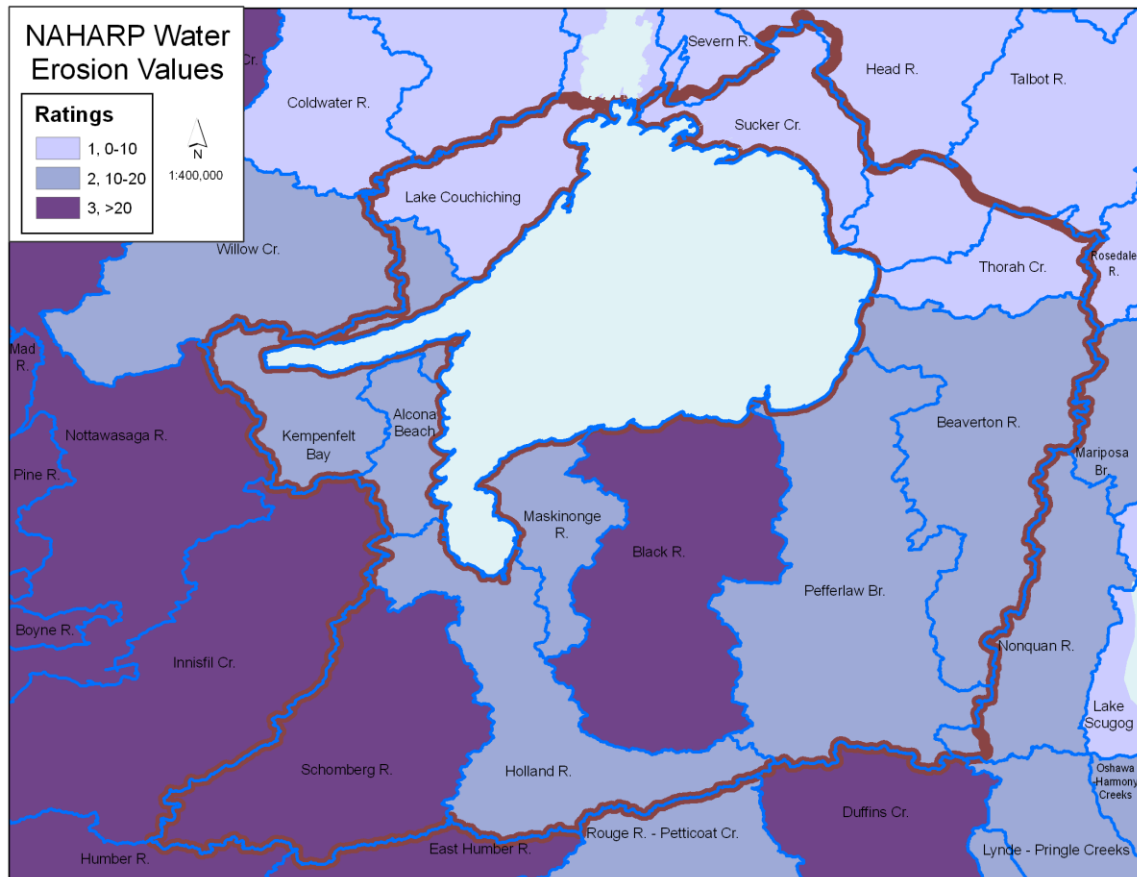 NAHARP Water
Erosion Values
Ratings
1, 0-10
2, 10-20
3, >20
N
1:400,000
Cr.
Coldwater R.
Severn R.
Head R.
Talbot R.
Sucker Cr.
Lake Couchiching
Willow Cr.
Thorah Cr.
Rosedale
R.
Mad
R.
Nottawasaga R.
Kempenfelt
Bay
Alcona
Beach
Beaverton R.
Mariposa
Br.
Pine R.
Maskinonge
R.
Black R.
Pefferlaw Br.
Boyne R.
Innisfil Cr.
Nonquan R.
Lake
Scugog
Schomberg R.
Holland R.
Oshawa
Harmony
Creeks
Duffins Cr.
Rouge R. - Petticoat Cr.
East Humber R.
Humber R.
Lynde - Pringle Creeks